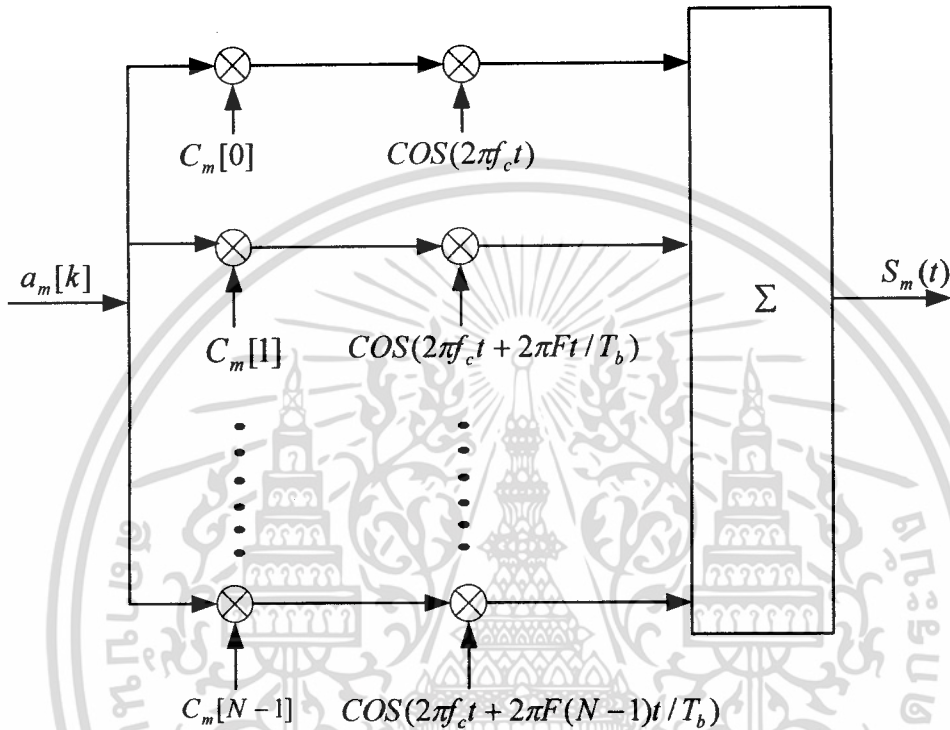 C_m[0]
COS(2πf_c t)
a_m[k]
C_m[1]
COS(2πf_c t + 2πFt / T_b)
Σ
S_m(t)
C_m[N-1]
COS(2πf_c t + 2πF(N-1)t / T_b)